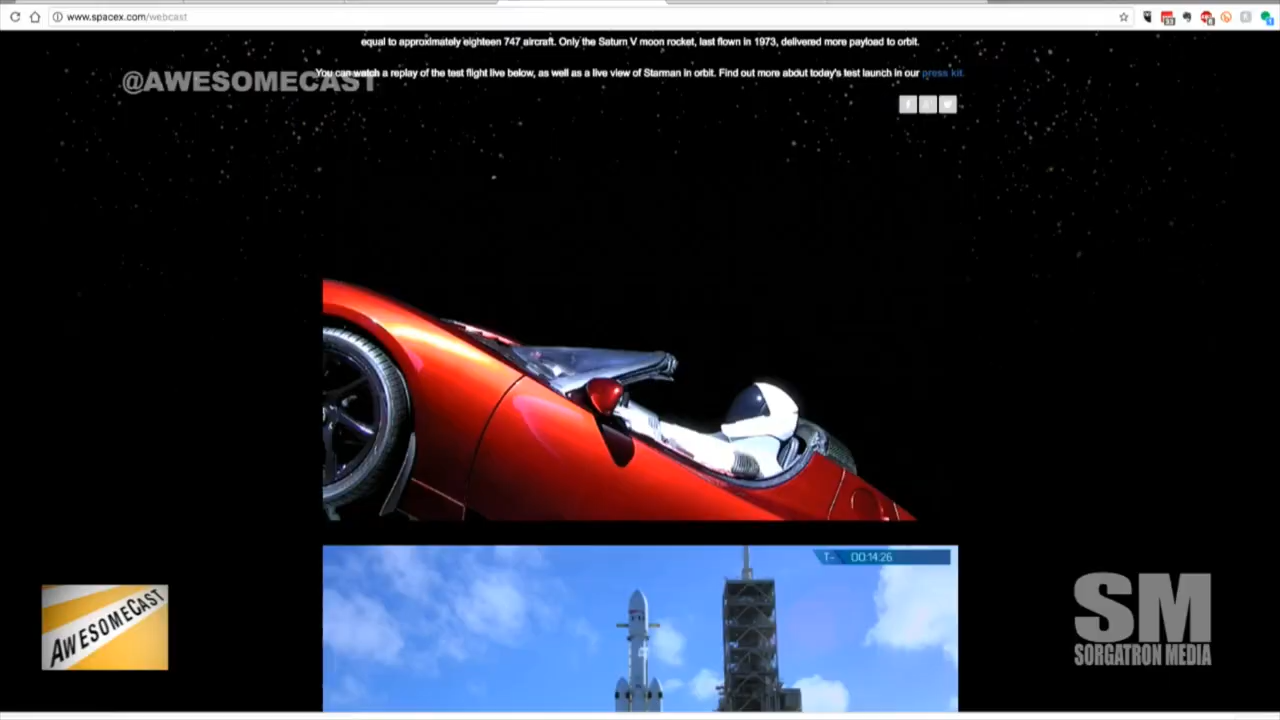 www.spacex.com/webcast
equal to approximately eighteen 747 aircraft. Only the Saturn V moon rocket, last flown in 1973, delivered more payload to orbit.
You can watch a replay of the test flight live below, as well as a live view of Starman in orbit. Find out more about today's test launch in our press kit.
@AWESOMECAST
T- 00:14:26
AWESOMECAST
SM
SORGATRON MEDIA